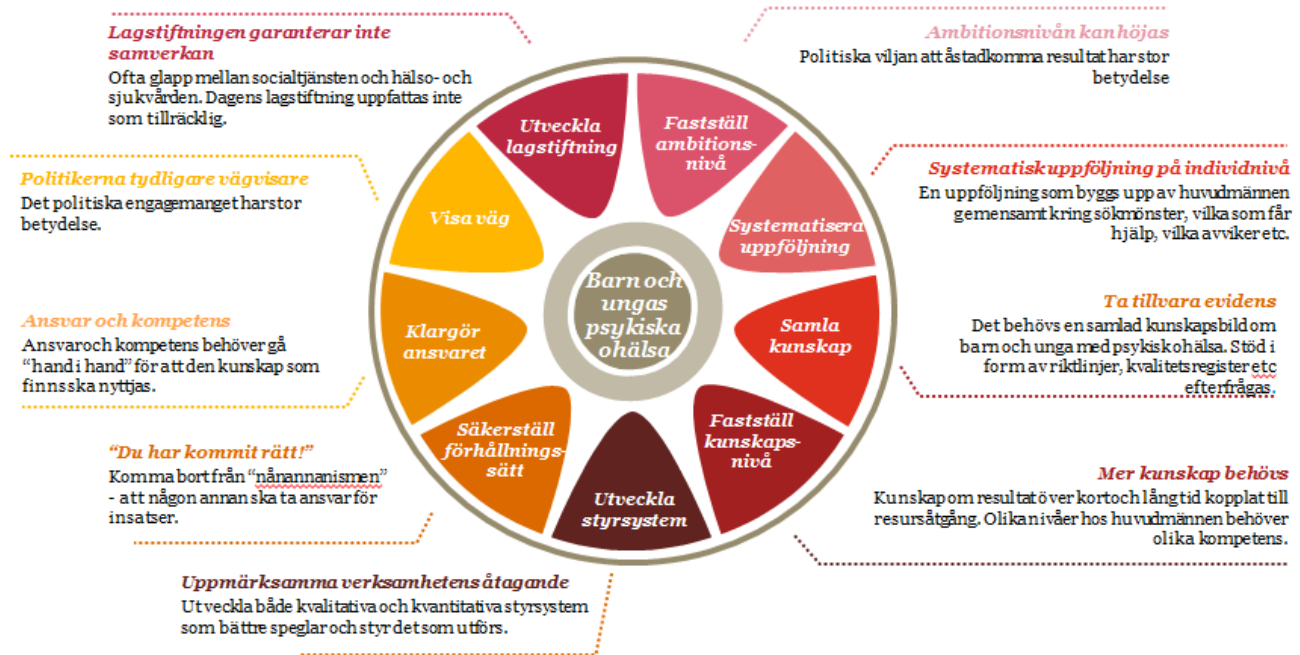 Lagstiftningen garanterar inte
samverkan
Ofta glapp mellan socialtjänsten och hälso- och
sjukvården. Dagens lagstiftning uppfattas inte
som tillräcklig.
Politikerna tydligare vägvisare
Det politiska engagemanget har stor
betydelse.
Ansvar och kompetens
Ansvar och kompetens behöver gå
”hand i hand” för att den kunskap som
finns ska nyttjas.
”Du har kommit rätt!”
Komma bort från ”nånannanismen”
- att någon annan ska ta ansvar för
insatser.
Uppmärksamma verksamhetens åtagande
Utveckla både kvalitativa och kvantitativa styrsystem
som bättre speglar och styr det som utförs.
Utveckla
lagstiftning
Fastställ
ambitions-
nivå
Visa väg
Systematisera
uppföljning
Barn och
ungas
psykiska
ohälsa
Klargör
ansvaret
Samla
kunskap
Säkerställ
förhållnings-
sätt
Fastställ
kunskaps-
nivå
Utveckla
styrsystem
Ambitionsnivån kan höjas
Politiska viljan att åstadkomma resultat har stor
betydelse
Systematisk uppföljning på individnivå
En uppföljning som byggs upp av huvudmännen
gemensamt kring sökmönster, vilka som får
hjälp, vilka avviker etc.
Ta tillvara evidens
Det behövs en samlad kunskapsbild om
barn och unga med psykisk ohälsa. Stöd i
form av riktlinjer, kvalitetsregister etc
efterfrågas.
Mer kunskap behövs
Kunskap om resultat över kort och lång tid kopplat till
resursåtgång. Olika nivåer hos huvudmännen behöver
olika kompetens.